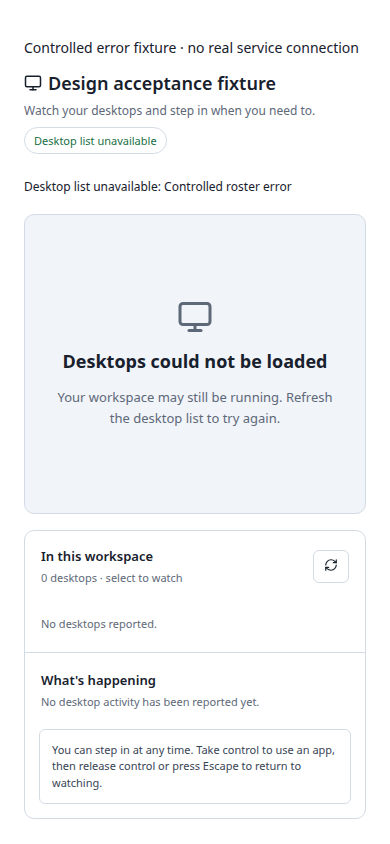 Controlled error fixture · no real service connection
Design acceptance fixture
Watch your desktops and step in when you need to.
Desktop list unavailable
Desktop list unavailable: Controlled roster error
Desktops could not be loaded
Your workspace may still be running. Refresh
the desktop list to try again.
In this workspace
0 desktops · select to watch
No desktops reported.
What's happening
No desktop activity has been reported yet.
You can step in at any time. Take control to use an app,
then release control or press Escape to return to
watching.